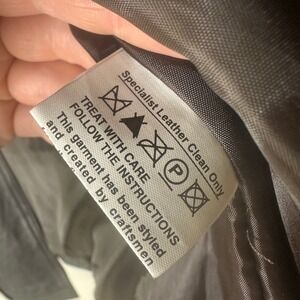 Specialist Leather Clean Only
P
TREAT WITH CARE
FOLLOW THE INSTRUCTIONS
This garment has been styled
and created by craftsmen